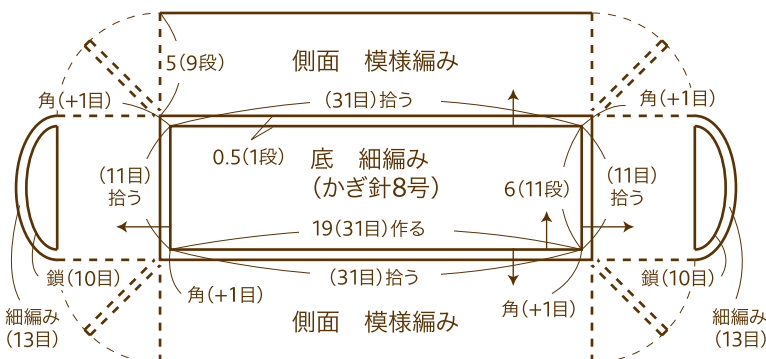 5(9段)
側面 模様編み
角(+1目)
(31目)拾う
角(+1目)
0.5(1段)
底 細編み
(かぎ針8号)
(11目)
拾う
6(11段)
(11目)
拾う
19(31目)作る
鎖(10目)
(31目)拾う
鎖(10目)
角(+1目)
角(+1目)
細編み
(13目)
側面 模様編み
細編み
(13目)